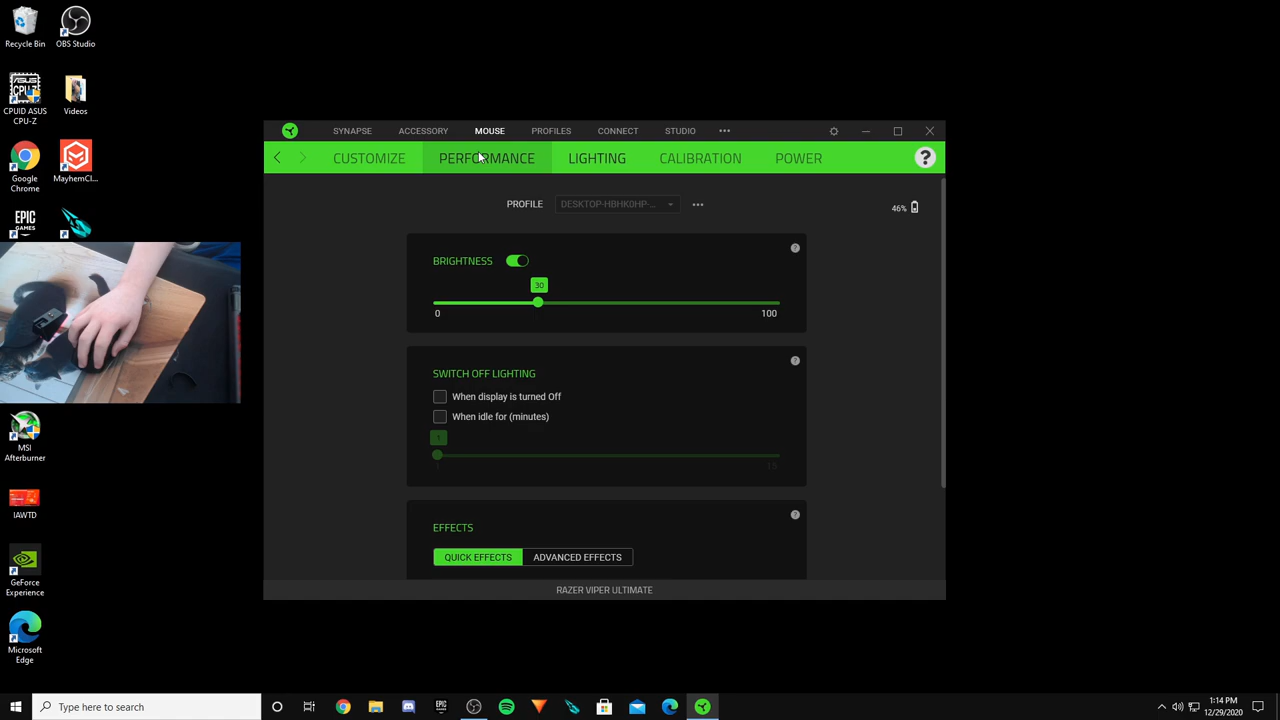 Recycle Bin
OBS Studio
CPUID ASUS
CPU-Z
Videos
Google
Chrome
MayhemCl...
EPIC
GAMES
MSI
Afterburner
IAWTD
GeForce
Experience
Microsoft
Edge
SYNAPSE
ACCESSORY
MOUSE
PROFILES
CONNECT
STUDIO
CUSTOMIZE
PERFORMANCE
LIGHTING
CALIBRATION
POWER
?
PROFILE
DESKTOP-HBHK0HP-...
46%
BRIGHTNESS
30
0
100
SWITCH OFF LIGHTING
When display is turned Off
When idle for (minutes)
1
1
15
EFFECTS
QUICK EFFECTS
ADVANCED EFFECTS
RAZER VIPER ULTIMATE
Type here to search
1:14 PM
12/29/2020